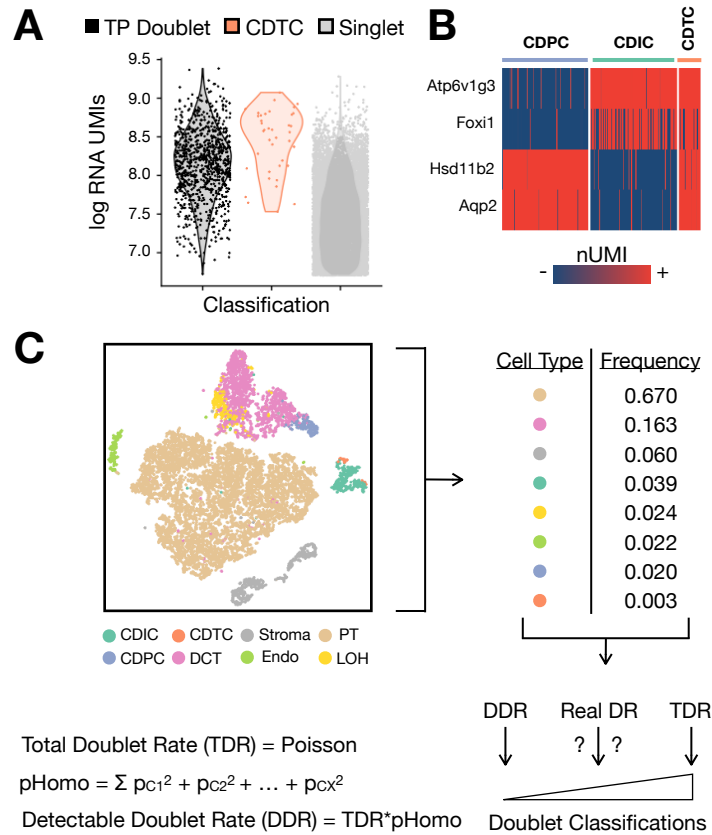 A
TP Doublet CDTC Singlet
log RNA UMIs
9.5
9.0
8.5
8.0
7.5
7.0
Classification
B
CDPC CDIC CDTC
Atp6v1g3
Foxi1
Hsd11b2
Aqp2
nUMI
- +
C
CDIC CDTC Stroma PT
CDPC DCT Endo LOH
Cell Type Frequency
0.670
0.163
0.060
0.039
0.024
0.022
0.020
0.003
DDR Real DR TDR
? ?
Doublet Classifications
Total Doublet Rate (TDR) = Poisson
pHomo = Σ pC1² + pC2² + … + pCX²
Detectable Doublet Rate (DDR) = TDR*pHomo